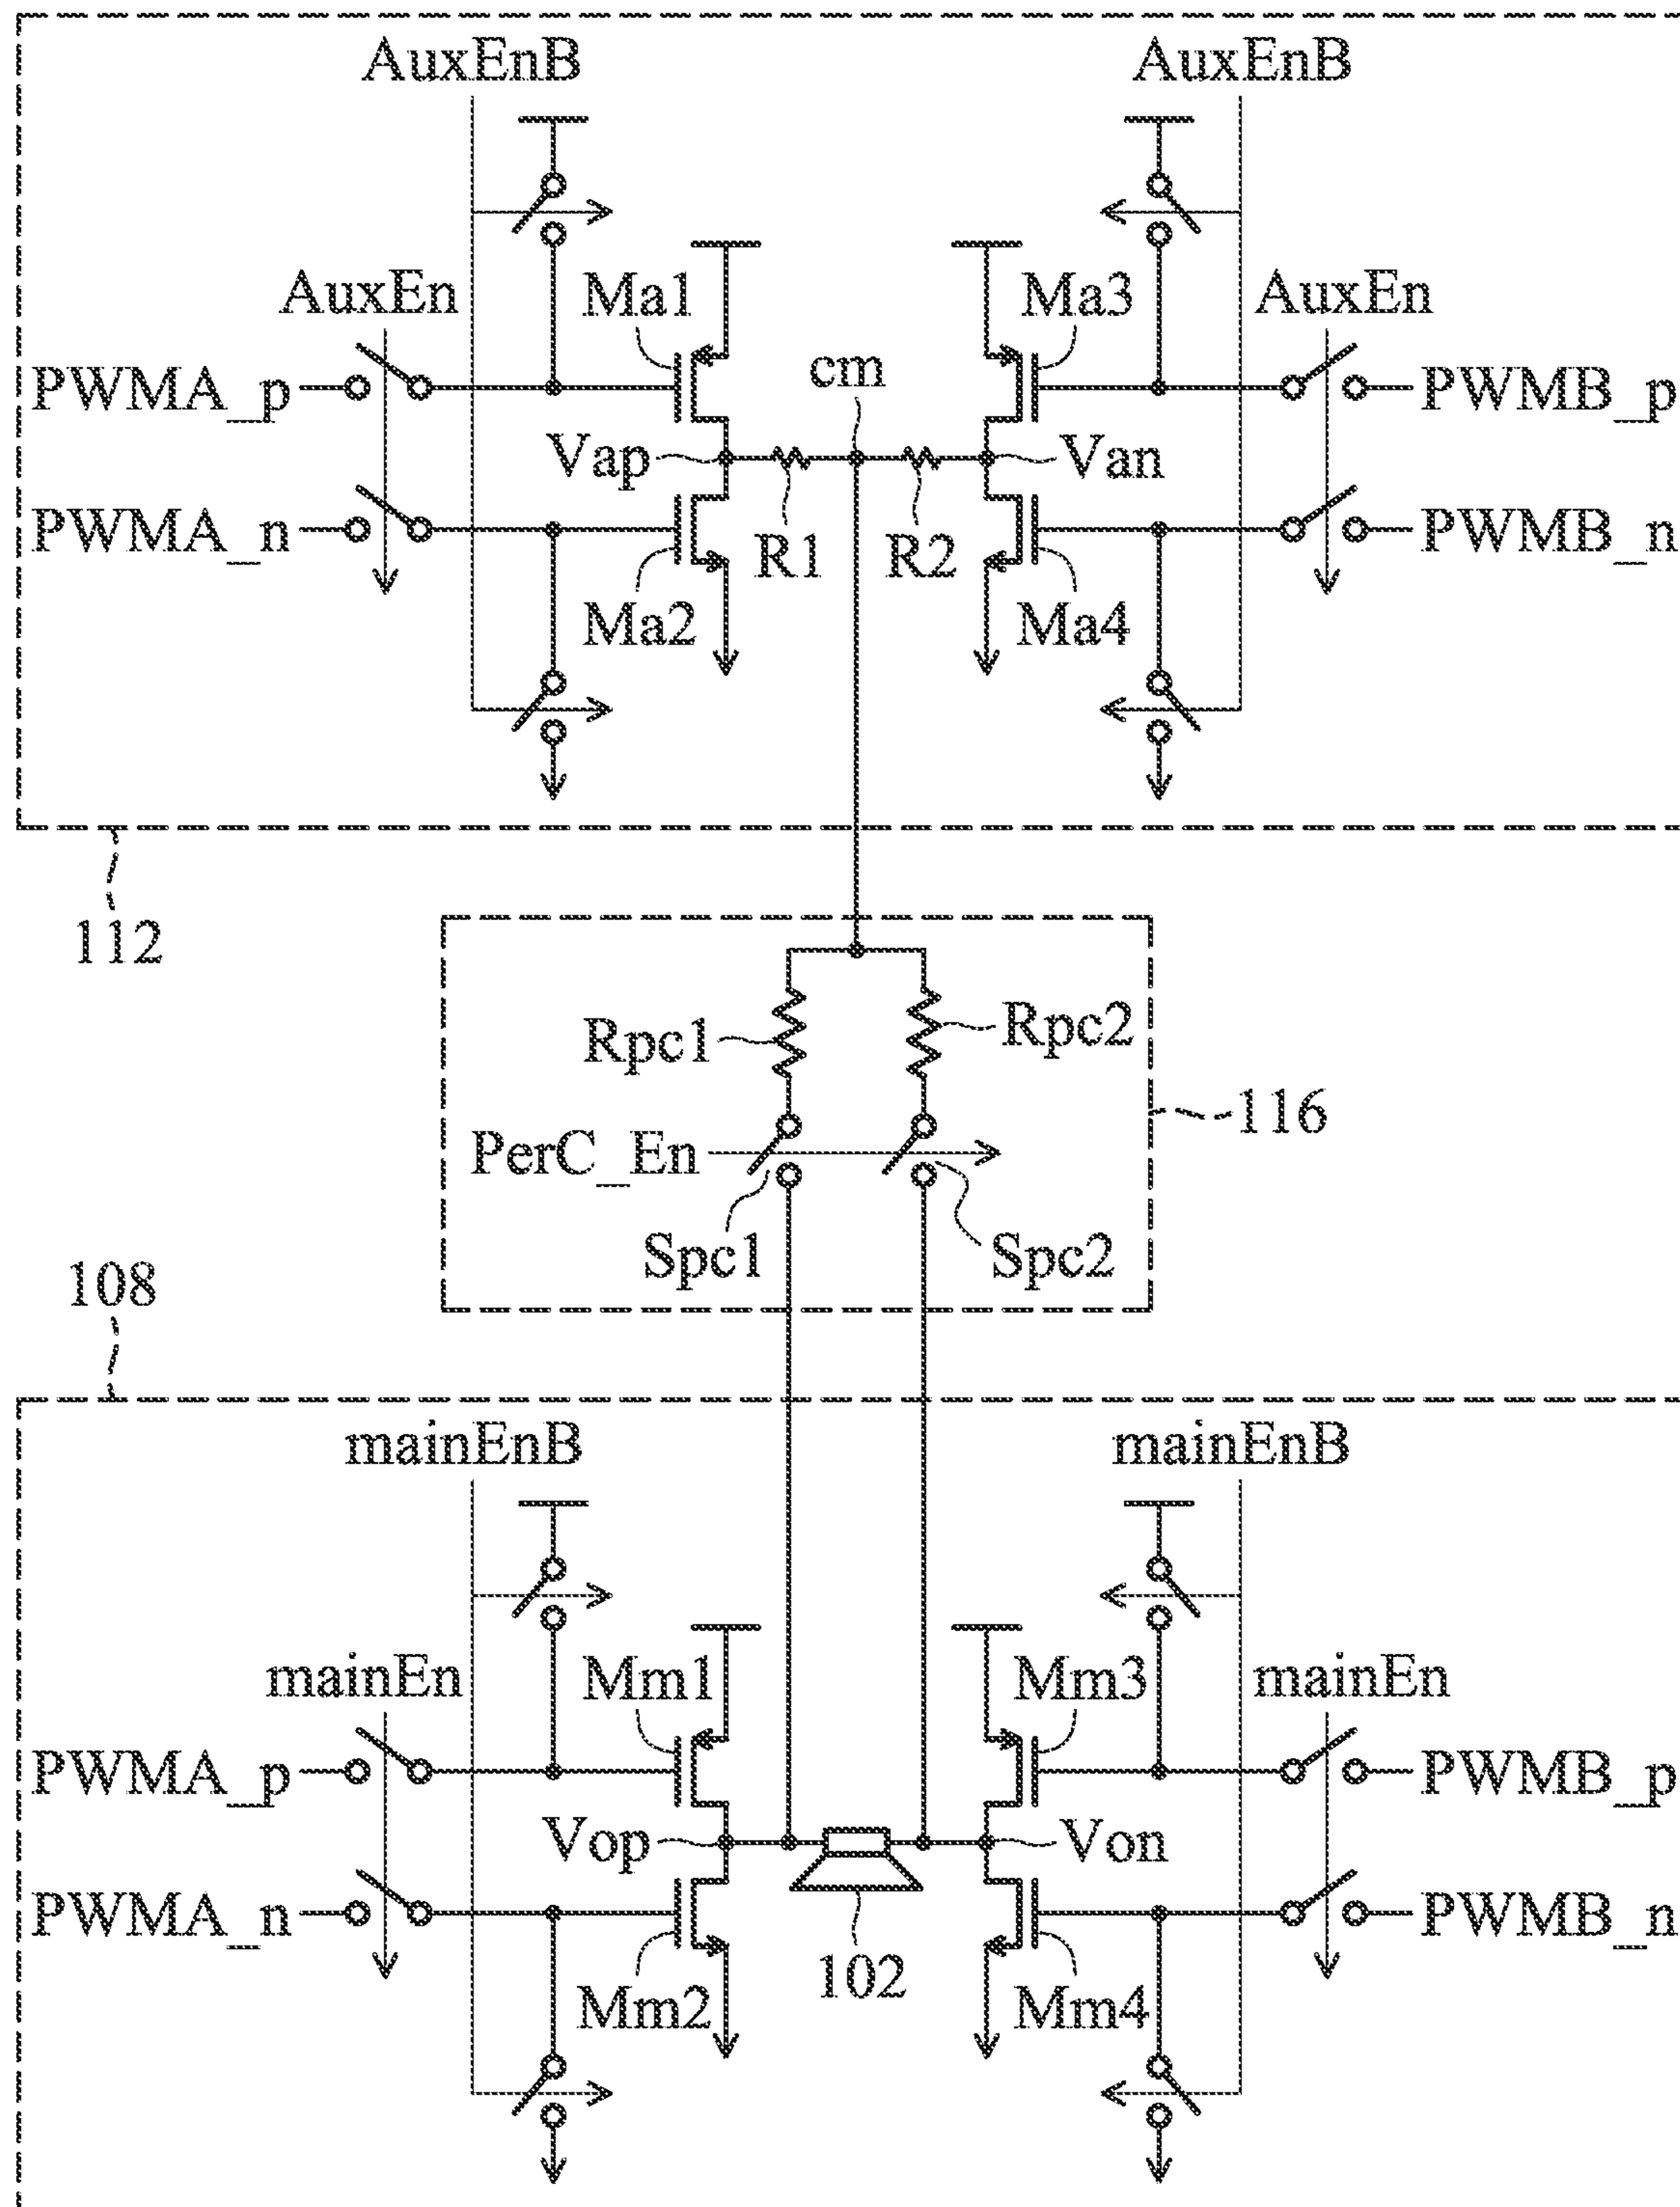 AuxEnB
AuxEnB
AuxEn
Ma1
Ma3
AuxEn
PWMA_p
cm
PWMB_p
Vap
Van
PWMA_n
R1
R2
PWMB_n
Ma2
Ma4
112
Rpc1
Rpc2
116
PerC_En
Spc1
Spc2
108
mainEnB
mainEnB
mainEn
Mm1
Mm3
mainEn
PWMA_p
PWMB_p
Vop
Von
PWMA_n
PWMB_n
102
Mm2
Mm4